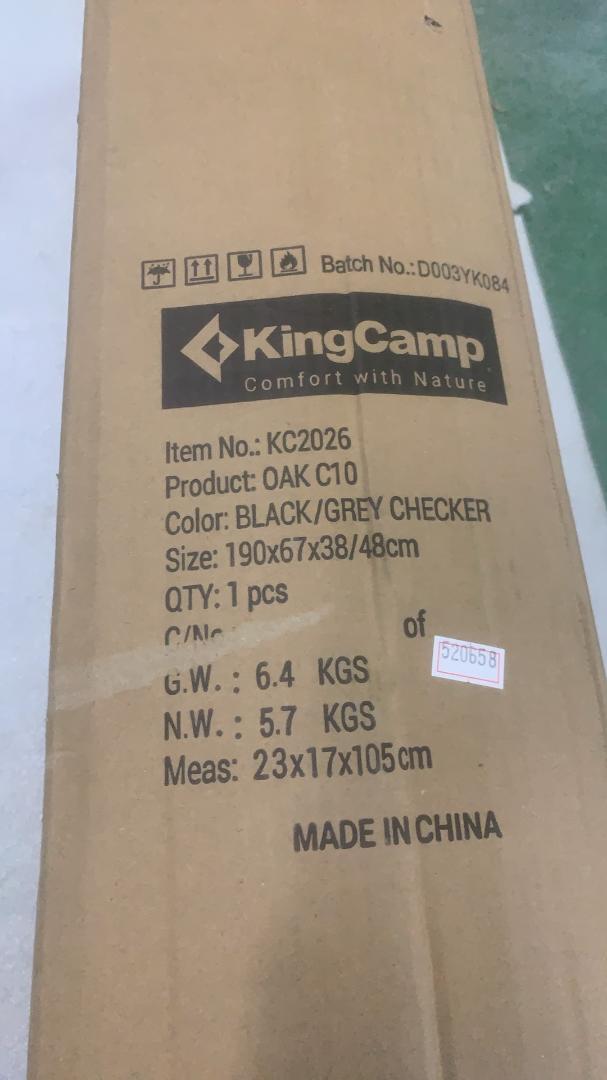 Batch No.:D003YK084
KingCamp
Comfort with Nature
Item No.: KC2026
Product: OAK C10
Color: BLACK/GREY CHECKER
Size: 190x67x38/48cm
QTY: 1 pcs
C/No of
520658
G.W. : 6.4 KGS
N.W. : 5.7 KGS
Meas: 23x17x105cm
MADE IN CHINA